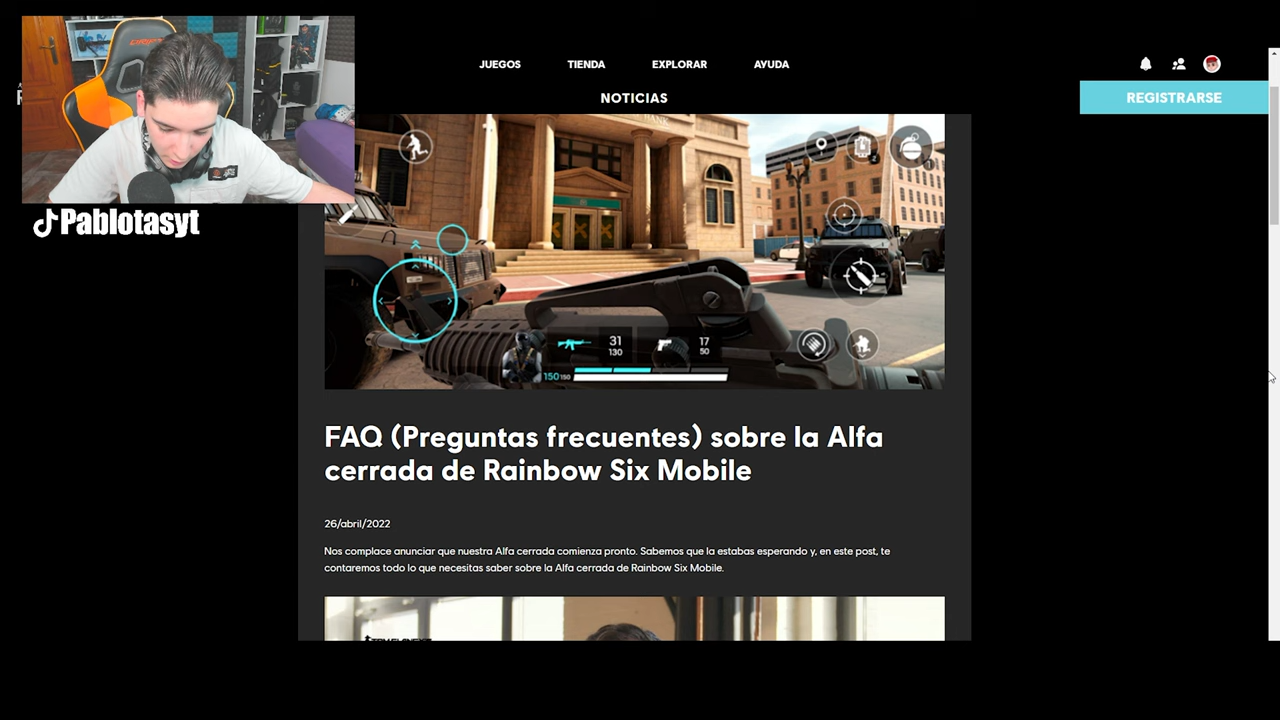 JUEGOS TIENDA EXPLORAR AYUDA
NOTICIAS
REGISTRARSE
Pablotasyt
31
130
17
50
150 150
FAQ (Preguntas frecuentes) sobre la Alfa
cerrada de Rainbow Six Mobile
26/abril/2022
Nos complace anunciar que nuestra Alfa cerrada comienza pronto. Sabemos que la estabas esperando y, en este post, te
contaremos todo lo que necesitas saber sobre la Alfa cerrada de Rainbow Six Mobile.